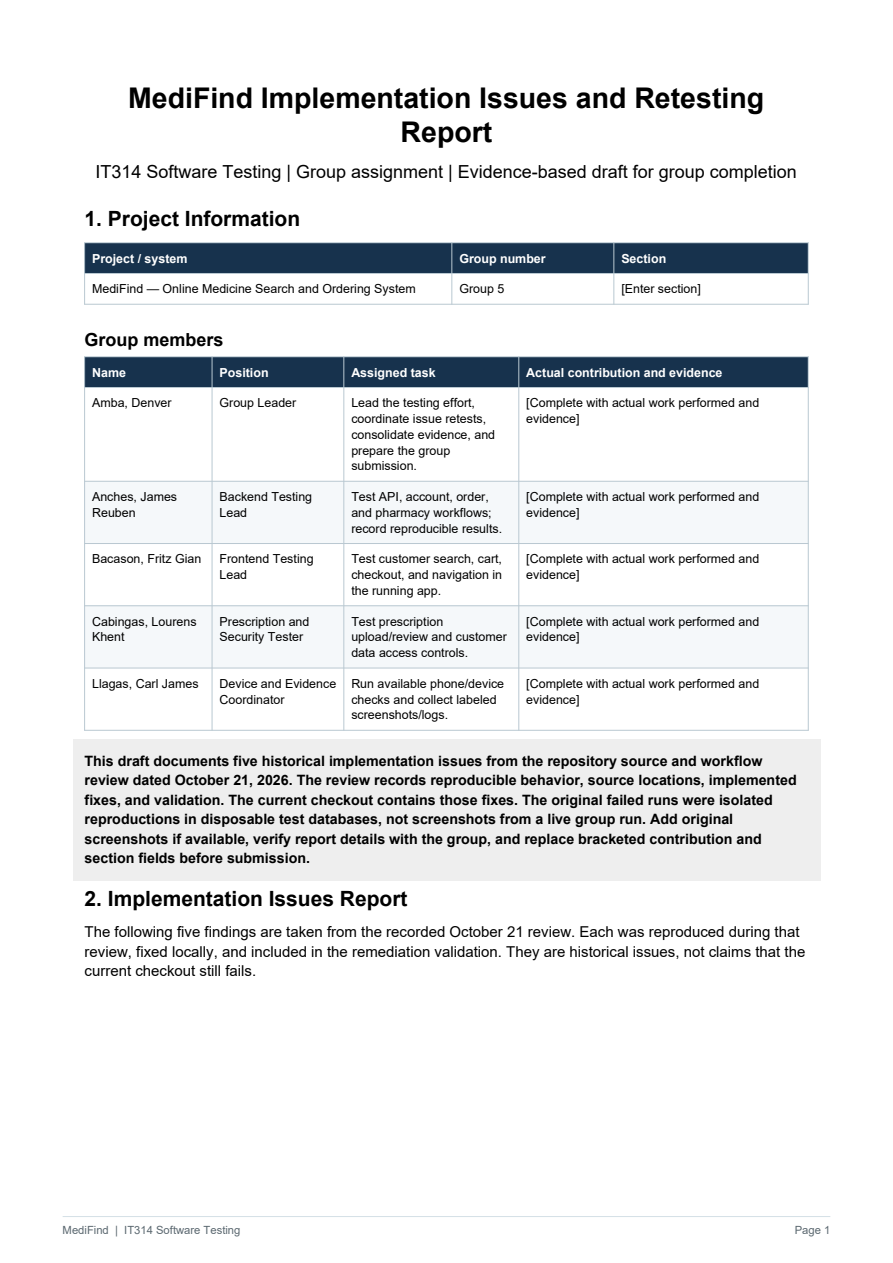 MediFind Implementation Issues and Retesting
Report
IT314 Software Testing | Group assignment | Evidence-based draft for group completion
1. Project Information
Project / system Group number Section
MediFind — Online Medicine Search and Ordering System Group 5 [Enter section]
Group members
Name Position Assigned task Actual contribution and evidence
Amba, Denver Group Leader Lead the testing effort, [Complete with actual work performed and
coordinate issue retests, evidence]
consolidate evidence, and
prepare the group
submission.
Anches, James Backend Testing Test API, account, order, [Complete with actual work performed and
Reuben Lead and pharmacy workflows; evidence]
record reproducible results.
Bacason, Fritz Gian Frontend Testing Test customer search, cart, [Complete with actual work performed and
Lead checkout, and navigation in evidence]
the running app.
Cabingas, Lourens Prescription and Test prescription [Complete with actual work performed and
Khent Security Tester upload/review and customer evidence]
data access controls.
Llagas, Carl James Device and Evidence Run available phone/device [Complete with actual work performed and
Coordinator checks and collect labeled evidence]
screenshots/logs.
This draft documents five historical implementation issues from the repository source and workflow
review dated October 21, 2026. The review records reproducible behavior, source locations, implemented
fixes, and validation. The current checkout contains those fixes. The original failed runs were isolated
reproductions in disposable test databases, not screenshots from a live group run. Add original
screenshots if available, verify report details with the group, and replace bracketed contribution and
section fields before submission.
2. Implementation Issues Report
The following five findings are taken from the recorded October 21 review. Each was reproduced during that
review, fixed locally, and included in the remediation validation. They are historical issues, not claims that the
current checkout still fails.
MediFind | IT314 Software Testing Page 1